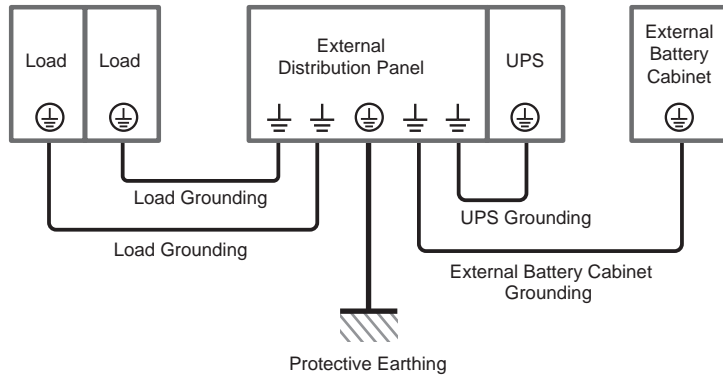 Load
Load
External
Distribution Panel
UPS
External
Battery
Cabinet
Load Grounding
Load Grounding
UPS Grounding
External Battery Cabinet
Grounding
Protective Earthing